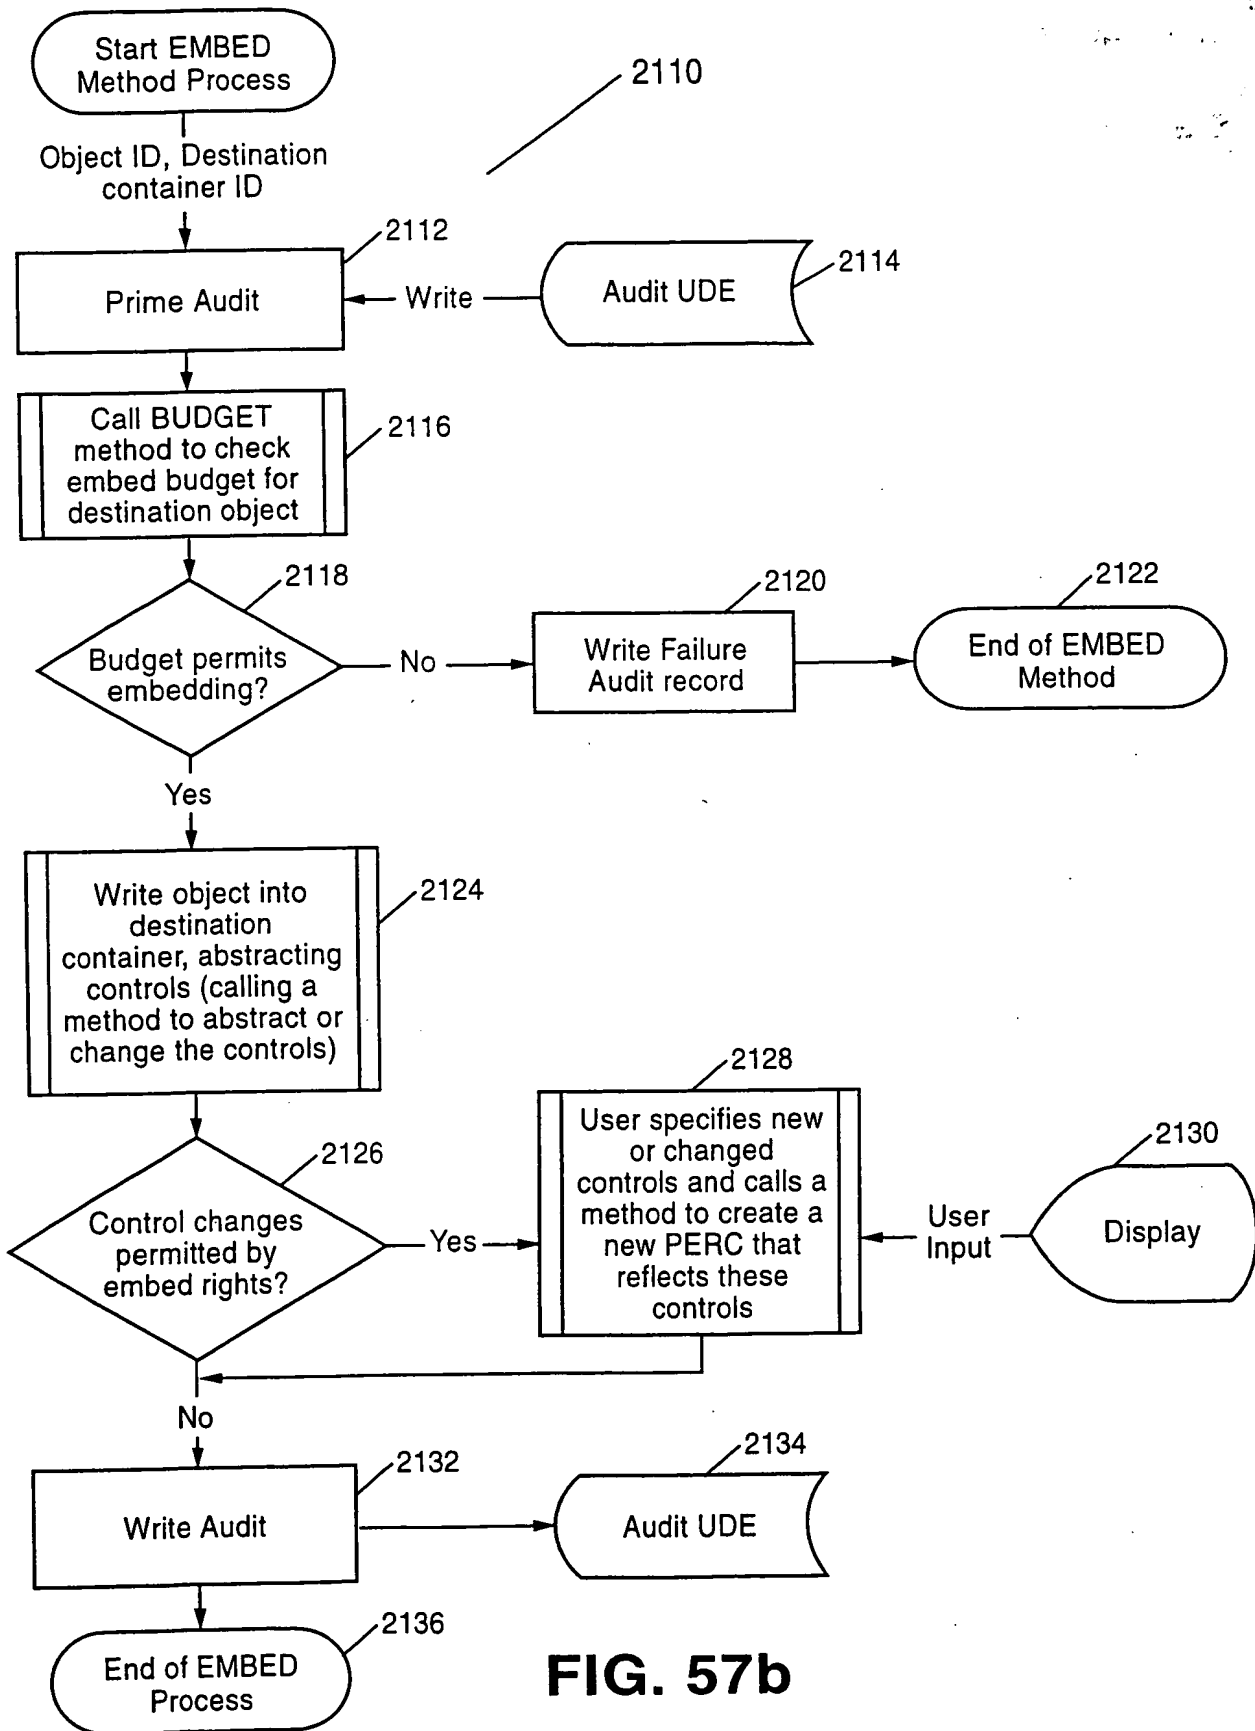 Start EMBED
Method Process
2110
Object ID, Destination
container ID
2112
Prime Audit
Write
Audit UDE
2114
Call BUDGET
method to check
embed budget for
destination object
2116
2118
Budget permits
embedding?
No
2120
Write Failure
Audit record
2122
End of EMBED
Method
Yes
Write object into
destination
container, abstracting
controls (calling a
method to abstract or
change the controls)
2124
2126
Control changes
permitted by
embed rights?
Yes
2128
User specifies new
or changed
controls and calls a
method to create a
new PERC that
reflects these
controls
User
Input
2130
Display
No
2132
Write Audit
2134
Audit UDE
2136
End of EMBED
Process
FIG. 57b